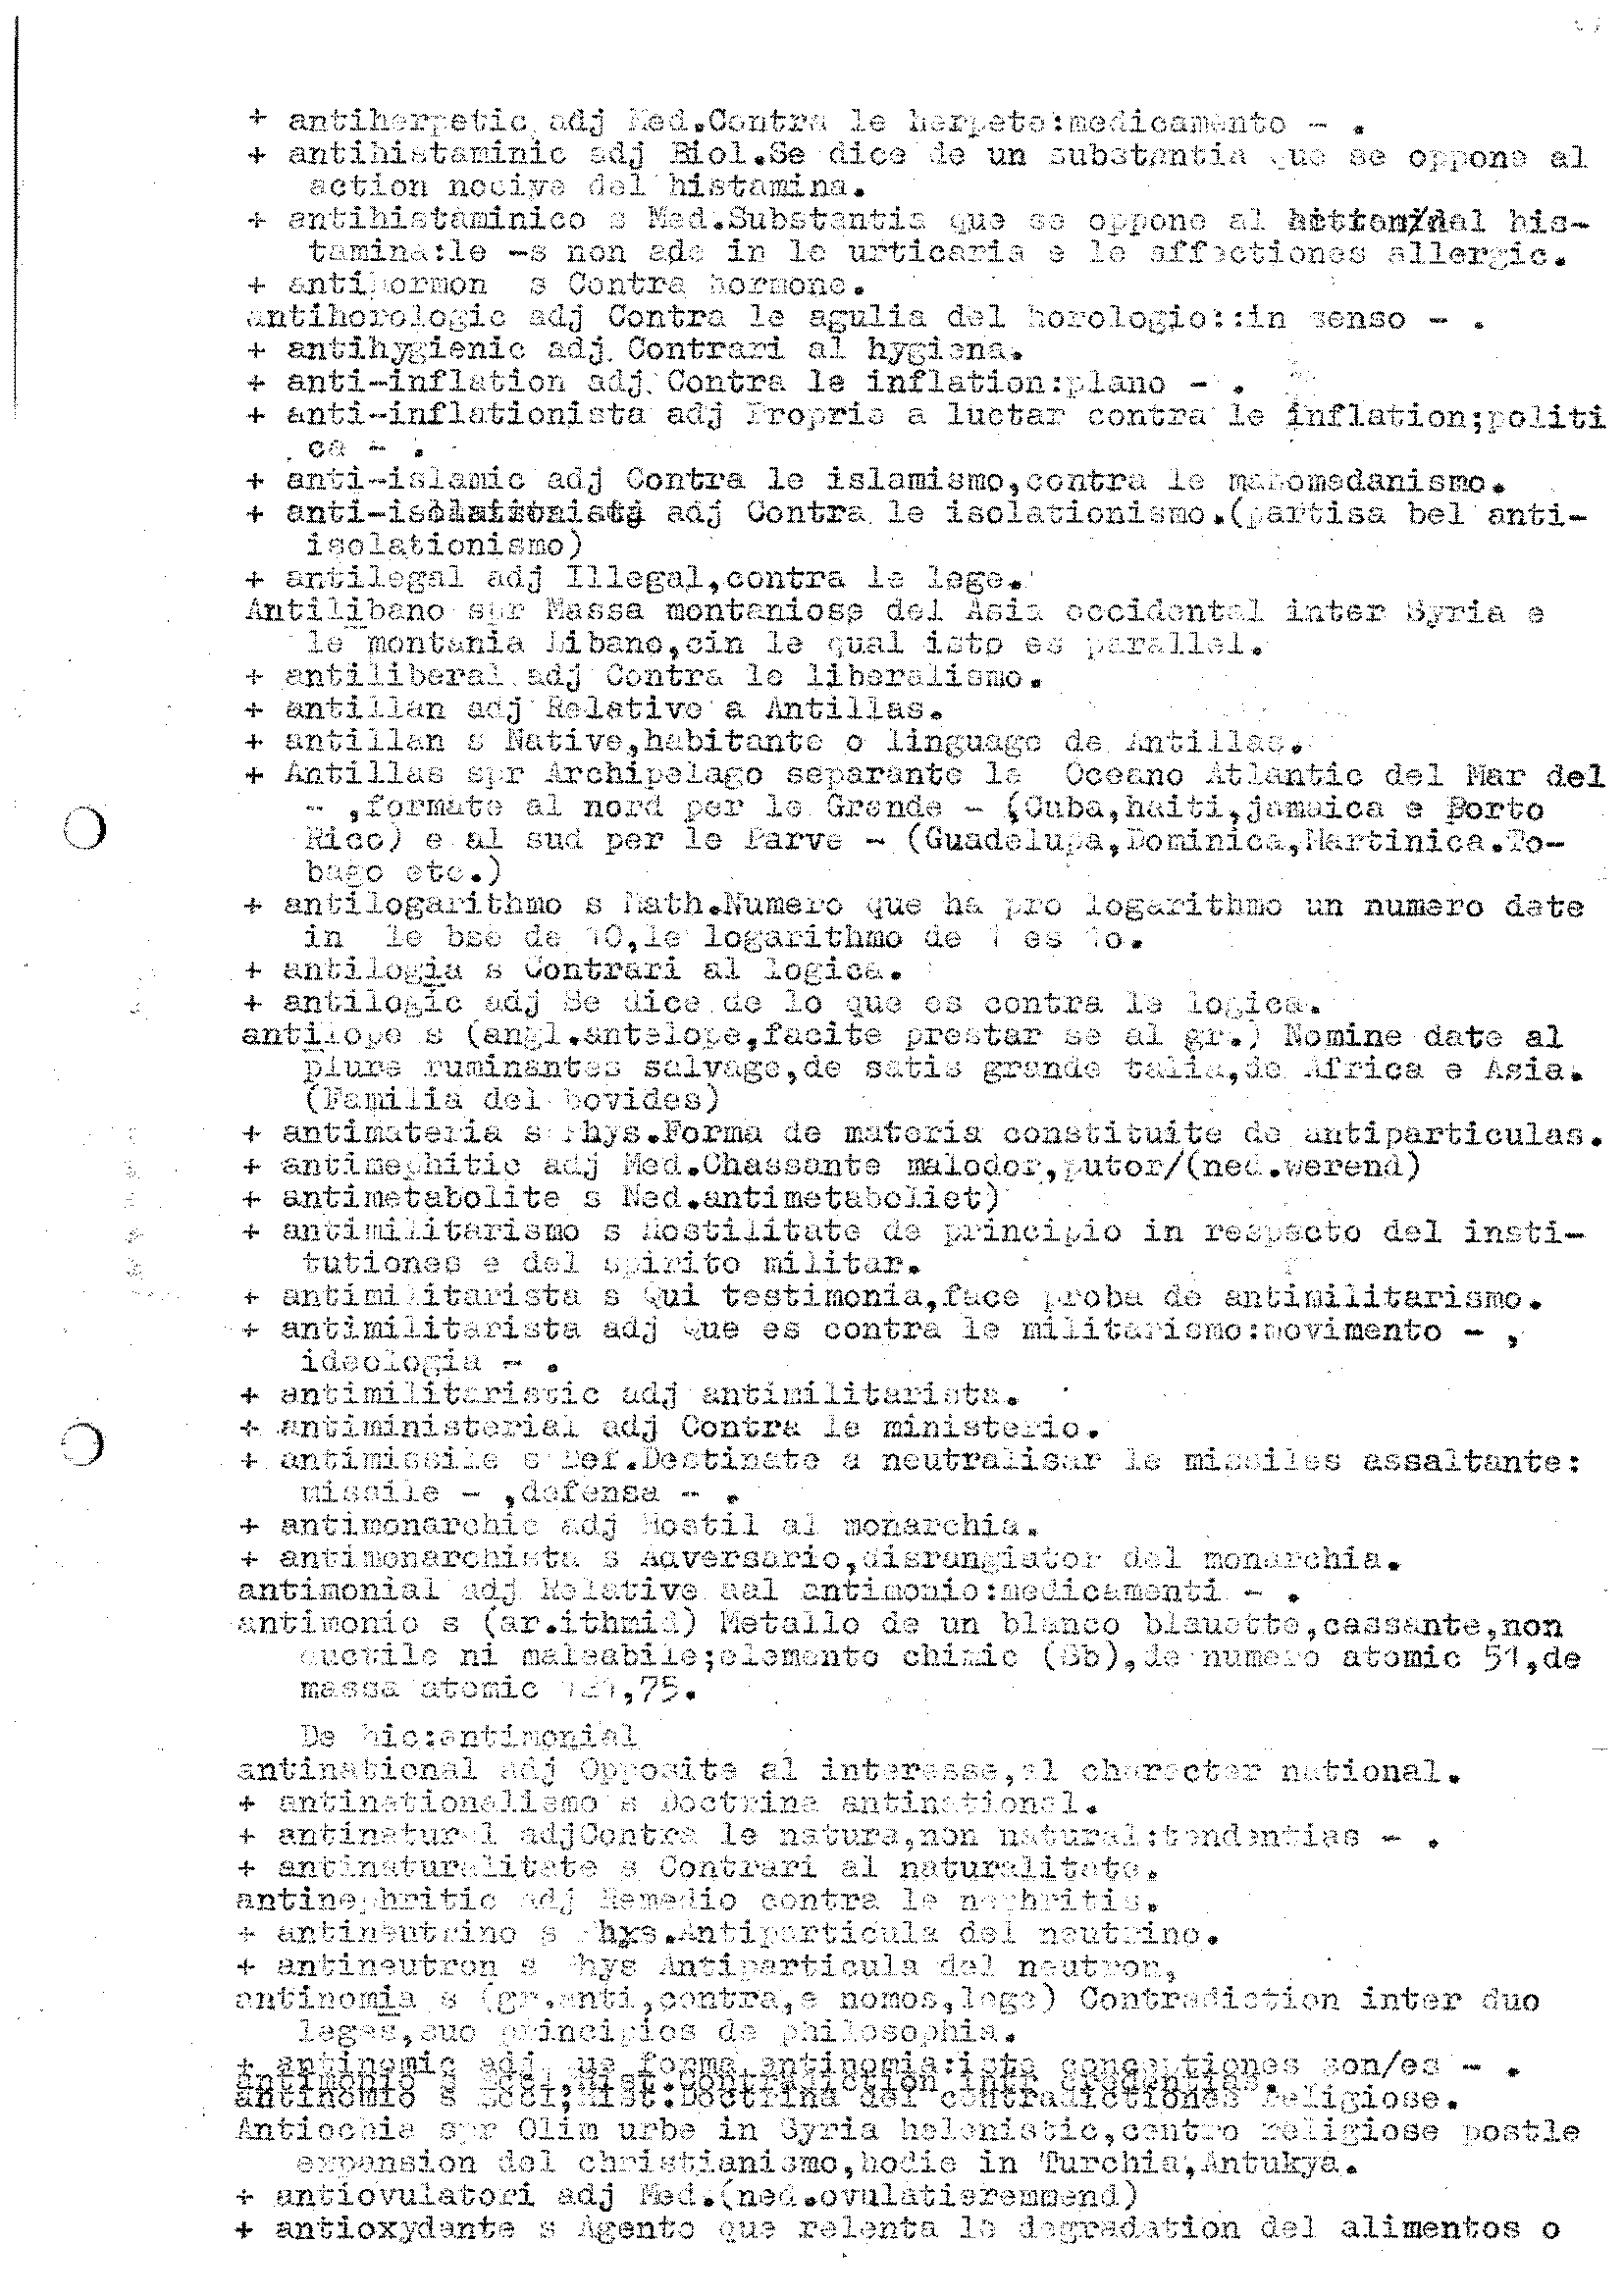 + antiherpetic adj Med.Contra le herpete:medicamento - .
+ antihistaminic adj Biol.Se dice de un substantia que se oppone al
action nocive del histamina.
+ antihistaminico s Med.Substantia que se oppone al del his-
tamina:le -s non ade in le urticaria e le affectiones allergic.
+ antihormon s Contra hormone.
antihorologic adj Contra le agulia del horologio::in senso - .
+ antihygienic adj Contrari al hygiena.
+ anti-inflation adj Contra le inflation:plano - .
+ anti-inflationista adj Proprie a luctar contra le inflation;politi
ca - .
+ anti-islamic adj Contra le islamismo,contra le mahomedanismo.
+ adj Contra le isolationismo.(partisa bel anti-
isolationismo)
+ antilegal adj Illegal,contra le lege.
Antilibano spr Massa montaniose del Asia occidental inter Syria e
le montania Libano,cin le qual isto es parallel.
+ antiliberal adj Contra le liberalismo.
+ antillan adj Relative a Antillas.
+ antillan s Native,habitante o linguage de Antillas.
+ Antillas spr Archipelago separante le Oceano Atlantic del Mar del
- ,formate al nord per le Grende - (Cuba,haiti,jamaica e Porto
Rico) e al sud per le Parve - (Guadelupa,Dominica,Martinica.To-
bago etc.)
+ antilogarithmo s Math.Numero que ha pro logarithmo un numero date
in le bse de 10,le logarithmo de 1 es 10.
+ antilogia s Contrari al logica.
+ antilogic adj Se dice de lo que es contra le logica.
antilope s (angl.antelope,facite prestar se al gr.) Nomine date al
plure ruminantes salvage,de satis grande talia,de Africa e Asia.
(Familia del bovides)
+ antimateria s Phys.Forma de materia constituite de antiparticulas.
+ antimephitic adj Med.Chassante malodor,putor/(ned.werend)
+ antimetabolite s Ned.antimetaboliet)
+ antimilitarismo s Hostilitate de principio in respecto del insti-
tutiones e del spirito militar.
+ antimilitarista s Qui testimonia,face proba de antimilitarismo.
+ antimilitarista adj Que es contra le militarismo:movimento - ,
ideologia - .
+ antimilitaristic adj antimilitarista.
+ antiministerial adj Contra le ministerio.
+ antimissile s Def.Destinate a neutralisar le missiles assaltante:
missile - ,defensa - .
+ antimonarchic adj Hostil al monarchia.
+ antimonarchista s Adversario,disrangiator del monarchia.
antimonial adj Relative aal antimonio:medicamenti - .
antimonio s (ar.ithmid) Metallo de un blanco blauette,cassante,non
ductile ni maleabile;elemento chimic (Sb),de numero atomic 51,de
massa atomic 121,75.
De hic:antimonial
antinational adj Opposite al interesse,al character national.
+ antinationalismo s Doctrina antinational.
+ antinatural adjContra le natura,non natural:tendentias - .
+ antinaturalitate s Contrari al naturalitate.
antinephritic adj Remedio contra le nephritis.
+ antineutrino s Phys.Antiparticula del neutrino.
+ antineutron s Phys Antiparticula del neutron,
antinomia s (gr.anti,contra,e nomos,lege) Contradiction inter duo
leges,duo principios de philosophia.
+ antinomic adj que forma antinomia:iste conceptiones son/es - .
antinomio s Eccl;Hist:Doctrina del contradictiones religiose.
Antiochia spr Olim urbe in Syria helenistic,centro religiose postle
expansion del christianismo,hodie in Turchia,Antukya.
+ antiovulatori adj Med.(ned.ovulatieremmend)
+ antioxydante s Agento que relenta le degradation del alimentos o